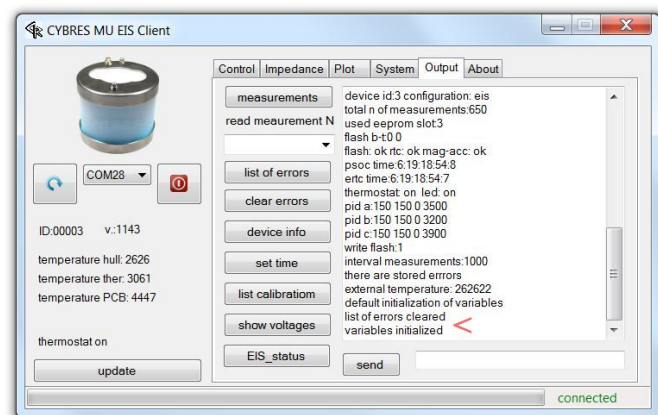 CYBRES MU EIS Client
Control Impedance Plot System Output About
COM28
ID:00003 v.:1143
temperature hull: 2626
temperature ther: 3061
temperature PCB: 4447
thermostat on
update
measurements
read meaurement N
list of errors
clear errors
device info
set time
list calibratiom
show voltages
EIS_status
device id:3 configuration: eis
total n of measurements:650
used eeprom slot:3
flash b-t:0 0
flash: ok rtc: ok mag-acc: ok
psoc time:6:19:18:54:8
ertc time:6:19:18:54:7
thermostat: on led: on
pid a:150 150 0 3500
pid b:150 150 0 3200
pid c:150 150 0 3900
write flash:1
interval measurements:1000
there are stored errrors
external temperature: 262622
default initialization of variables
list of errors cleared
variables initialized
<
send
connected